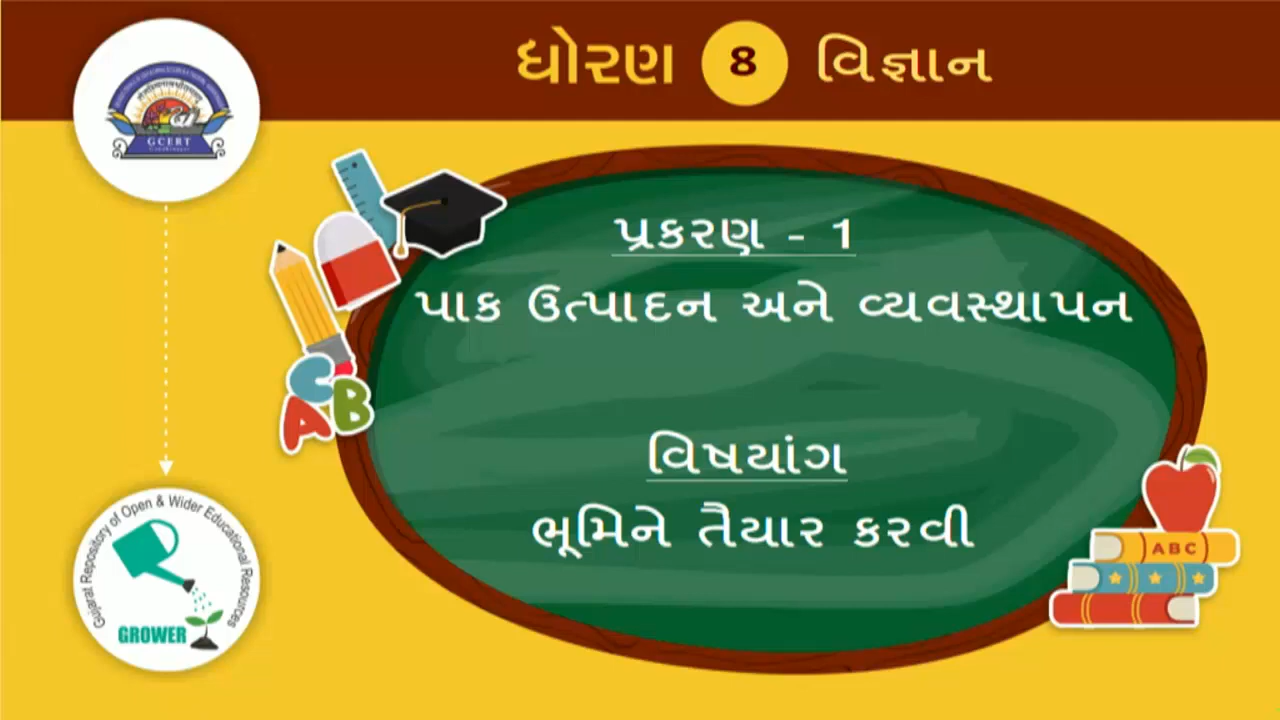 ધોરણ 8 વિજ્ઞાન
GCERT
પ્રકરણ - 1
પાક ઉત્પાદન અને વ્યવસ્થાપન
વિષયાંગ
ભૂમિને તૈયાર કરવી
CAB
ABC
Gujarat Repository of Open & Wider Educational Resources
GROWER